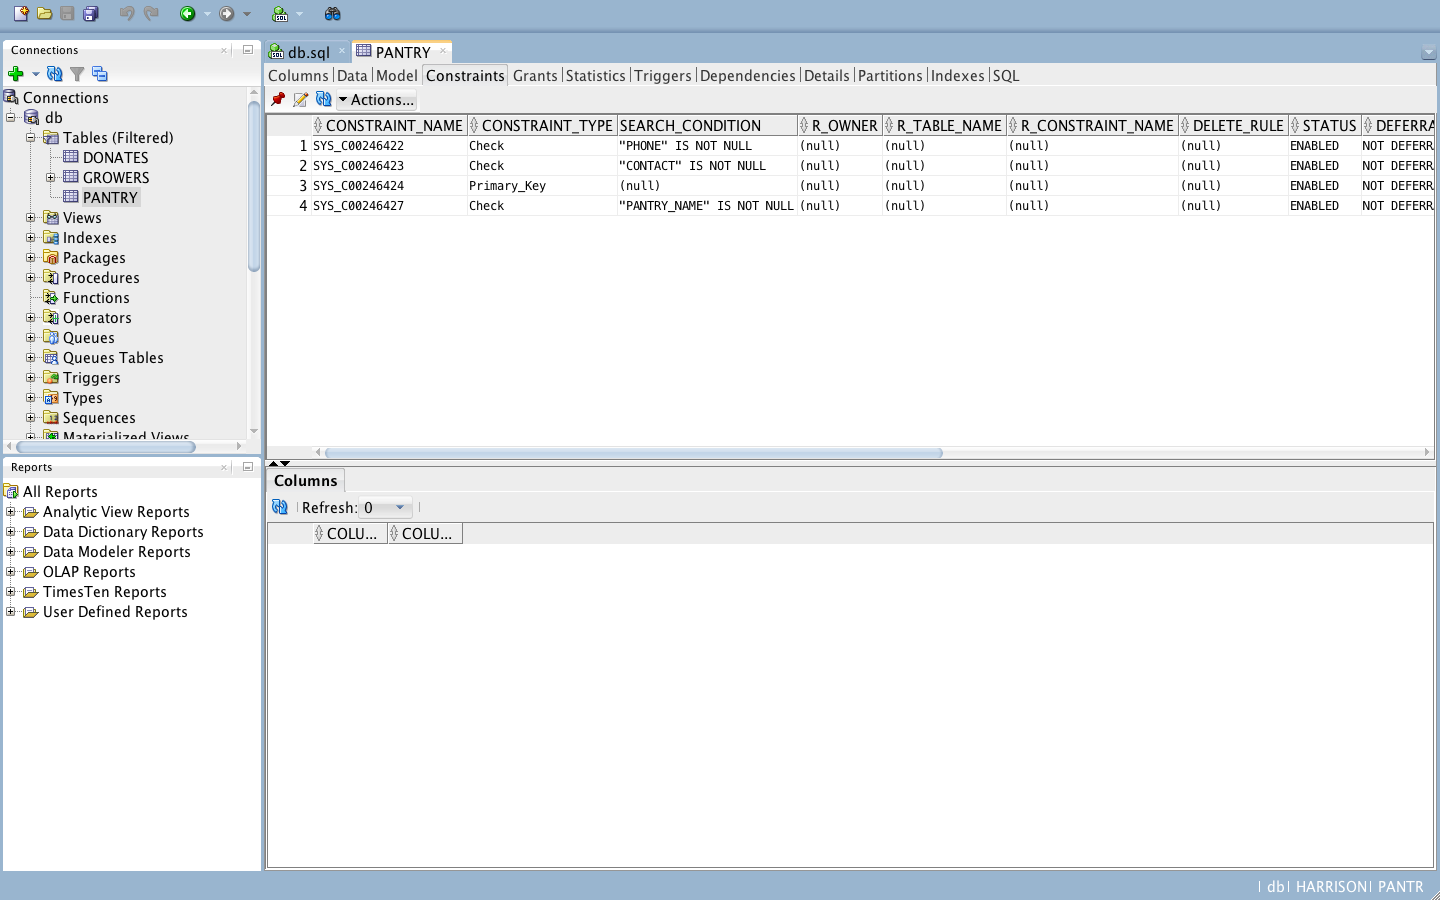 Connections
db.sql
PANTRY
Columns Data Model Constraints Grants Statistics Triggers Dependencies Details Partitions Indexes SQL
Actions...
Connections
db
Tables (Filtered)
DONATES
GROWERS
PANTRY
Views
Indexes
Packages
Procedures
Functions
Operators
Queues
Queues Tables
Triggers
Types
Sequences
Materialized Views
CONSTRAINT_NAME CONSTRAINT_TYPE SEARCH_CONDITION R_OWNER R_TABLE_NAME R_CONSTRAINT_NAME DELETE_RULE STATUS DEFERRA
1 SYS_C00246422 Check "PHONE" IS NOT NULL (null) (null) (null) (null) ENABLED NOT DEFERRA
2 SYS_C00246423 Check "CONTACT" IS NOT NULL (null) (null) (null) (null) ENABLED NOT DEFERRA
3 SYS_C00246424 Primary_Key (null) (null) (null) (null) (null) ENABLED NOT DEFERRA
4 SYS_C00246427 Check "PANTRY_NAME" IS NOT NULL (null) (null) (null) (null) ENABLED NOT DEFERRA
Reports
All Reports
Analytic View Reports
Data Dictionary Reports
Data Modeler Reports
OLAP Reports
TimesTen Reports
User Defined Reports
Columns
Refresh: 0
COLU... COLU...
db HARRISON PANTR